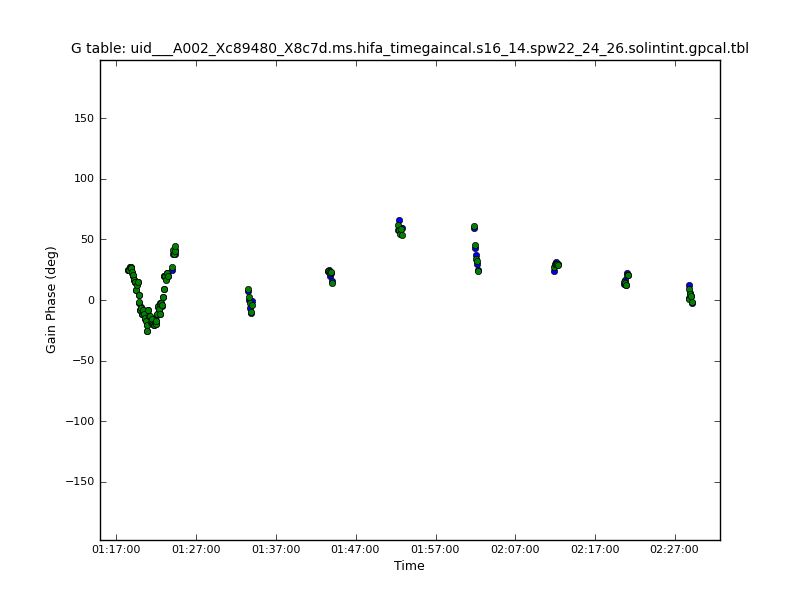 G table: uid___A002_Xc89480_X8c7d.ms.hifa_timegaincal.s16_14.spw22_24_26.solintint.gpcal.tbl
150
100
50
0
−50
−100
−150
Gain Phase (deg)
01:17:00 01:27:00 01:37:00 01:47:00 01:57:00 02:07:00 02:17:00 02:27:00
Time